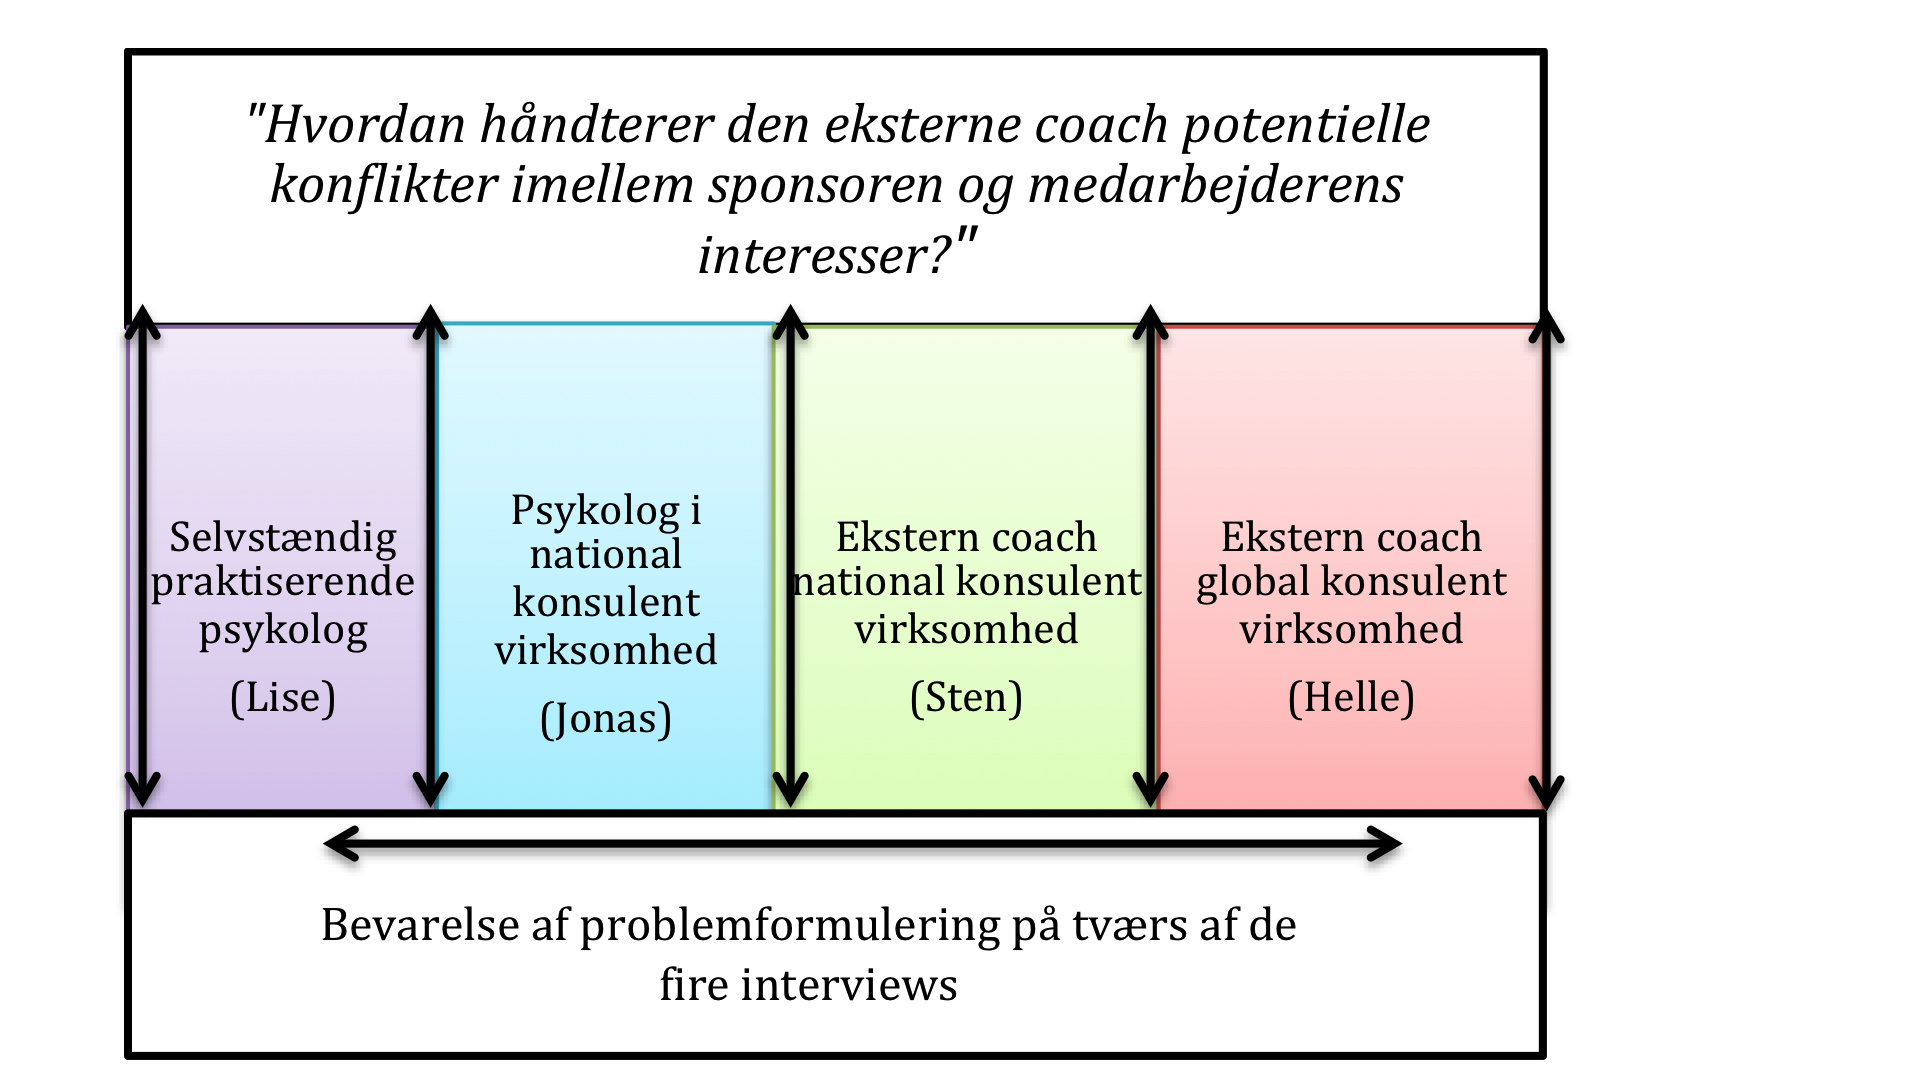 "Hvordan håndterer den eksterne coach potentielle
konflikter imellem sponsoren og medarbejderens
interesser?"
Selvstændig
praktiserende
psykolog
(Lise)
Psykolog i
national
konsulent
virksomhed
(Jonas)
Ekstern coach
national konsulent
virksomhed
(Sten)
Ekstern coach
global konsulent
virksomhed
(Helle)
Bevarelse af problemformulering på tværs af de
fire interviews